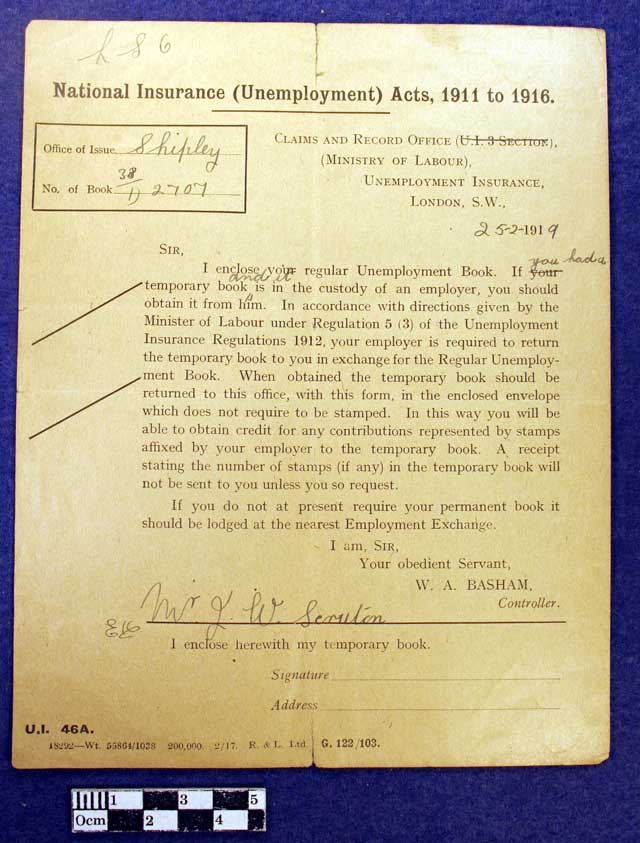 h S 6
National Insurance (Unemployment) Acts, 1911 to 1916.
Office of Issue Shipley
No. of Book 38/1) 2707
CLAIMS AND RECORD OFFICE (U.I. 3 SECTION),
(MINISTRY OF LABOUR),
UNEMPLOYMENT INSURANCE,
LONDON, S.W.,
25-2-1919
SIR,
you had a
I enclose your regular Unemployment Book. If your
and it
temporary book is in the custody of an employer, you should
obtain it from him. In accordance with directions given by the
Minister of Labour under Regulation 5 (3) of the Unemployment
Insurance Regulations 1912, your employer is required to return
the temporary book to you in exchange for the Regular Unemploy-
ment Book. When obtained the temporary book should be
returned to this office, with this form, in the enclosed envelope
which does not require to be stamped. In this way you will be
able to obtain credit for any contributions represented by stamps
affixed by your employer to the temporary book. A receipt
stating the number of stamps (if any) in the temporary book will
not be sent to you unless you so request.
If you do not at present require your permanent book it
should be lodged at the nearest Employment Exchange.
I am, SIR,
Your obedient Servant,
W. A. BASHAM,
Controller.
Mr J. W. Scruton
I enclose herewith my temporary book.
Signature
Address
U.I. 46A.
18292—Wt. 55864/1038 200,000. 2/17. R. & L. Ltd. G. 122/103.
1 3 5
0cm 2 4